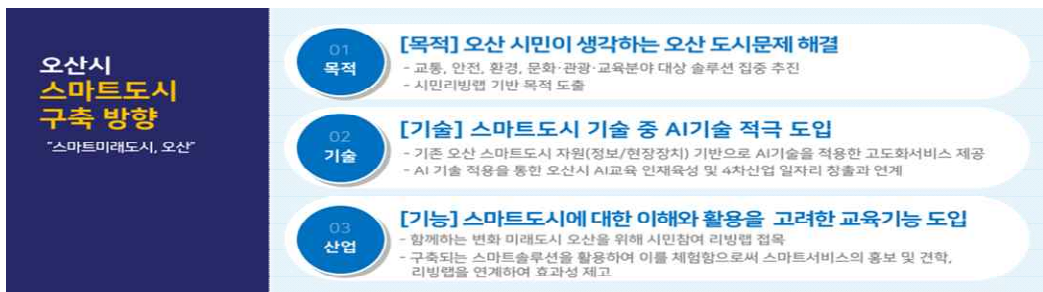 오산시
스마트도시
구축 방향
"스마트미래도시, 오산"
01
목적
[목적] 오산 시민이 생각하는 오산 도시문제 해결
- 교통, 안전, 환경, 문화·관광·교육분야 대상 솔루션 집중 추진
- 시민리빙랩 기반 목적 도출
02
기술
[기술] 스마트도시 기술 중 AI기술 적극 도입
- 기존 오산 스마트도시 자원(정보/현장장치) 기반으로 AI기술을 적용한 고도화서비스 제공
- AI 기술 적용을 통한 오산시 AI교육 인재육성 및 4차산업 일자리 창출과 연계
03
산업
[기능] 스마트도시에 대한 이해와 활용을 고려한 교육기능 도입
- 함께하는 변화 미래도시 오산을 위해 시민참여 리빙랩 접목
- 구축되는 스마트솔루션을 활용하여 이를 체험함으로써 스마트서비스의 홍보 및 견학,
리빙랩을 연계하여 효과성 제고